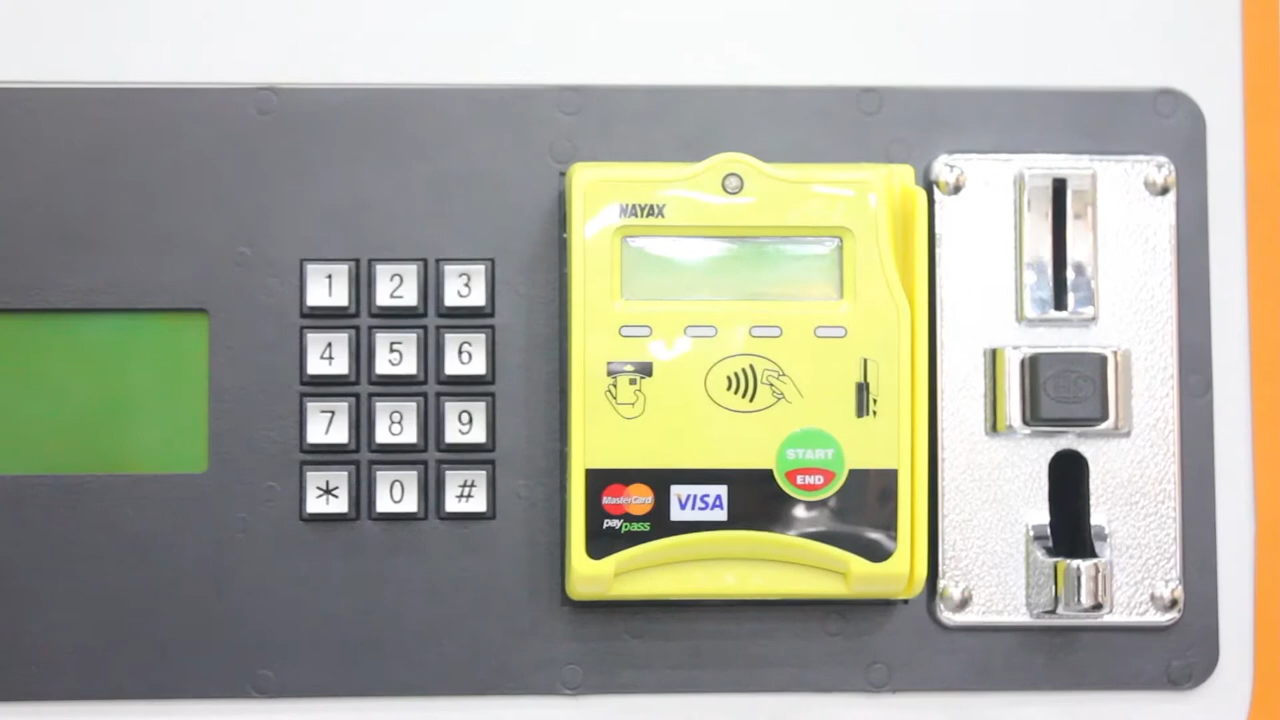 NAYAX
1 2 3
4 5 6
7 8 9
* 0 #
START
END
MasterCard
VISA
paypass